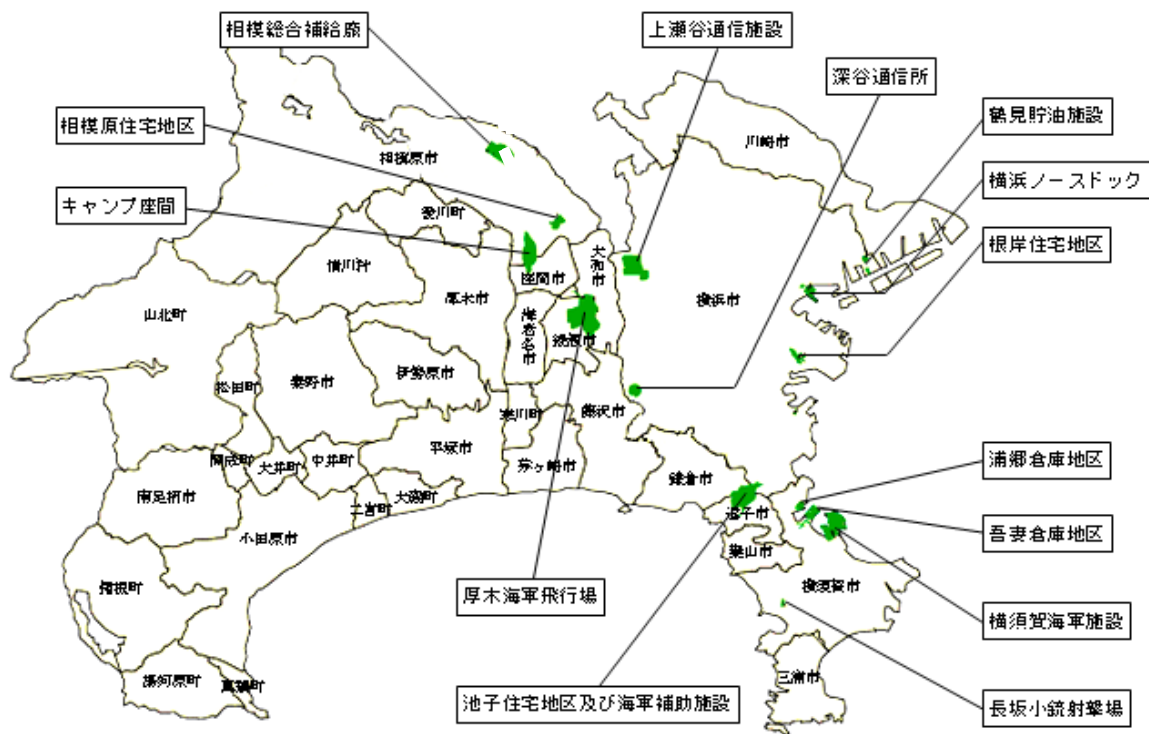 相模総合補給廠
上瀬谷通信施設
深谷通信所
相模原住宅地区
鶴見貯油施設
川崎市
相模原市
横浜ノースドック
キャンプ座間
愛川町
根岸住宅地区
大和市
清川村
座間市
厚木市
横浜市
山北町
海老名市
綾瀬市
伊勢原市
秦野市
松田町
藤沢市
寒川町
平塚市
開成町
大井町
中井町
茅ヶ崎市
浦郷倉庫地区
鎌倉市
南足柄市
大磯町
二宮町
逗子市
吾妻倉庫地区
小田原市
葉山市
箱根町
厚木海軍飛行場
横須賀市
横須賀海軍施設
湯河原町
真鶴町
三浦市
池子住宅地区及び海軍補助施設
長坂小銃射撃場